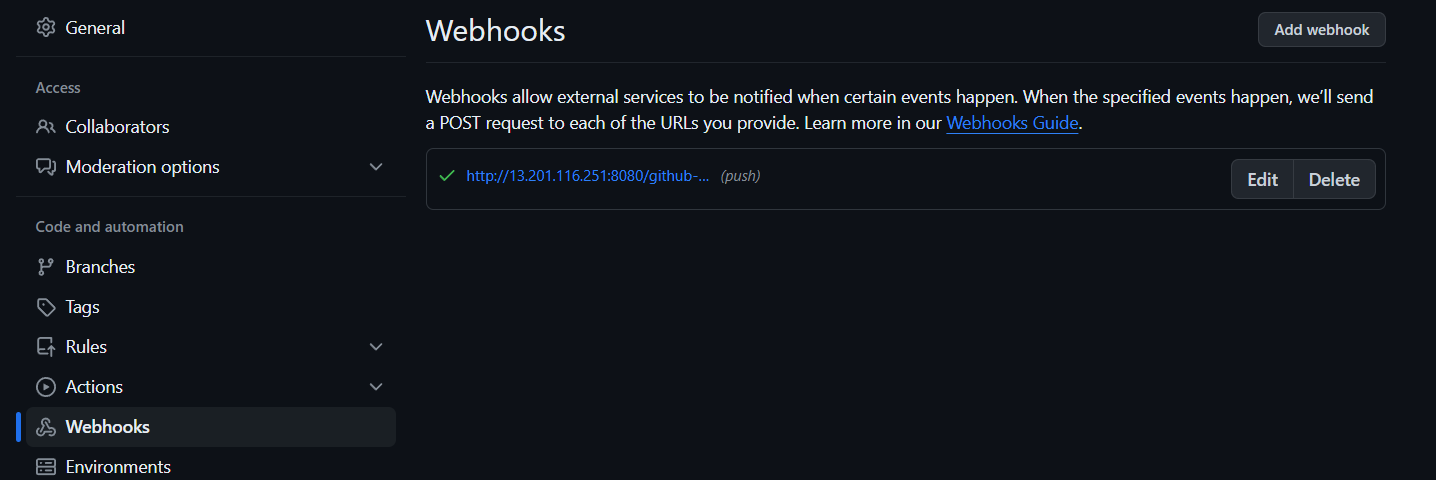 General
Access
Collaborators
Moderation options
Code and automation
Branches
Tags
Rules
Actions
Webhooks
Environments
Webhooks
Add webhook
Webhooks allow external services to be notified when certain events happen. When the specified events happen, we’ll send
a POST request to each of the URLs you provide. Learn more in our Webhooks Guide.
http://13.201.116.251:8080/github-... (push)
Edit
Delete